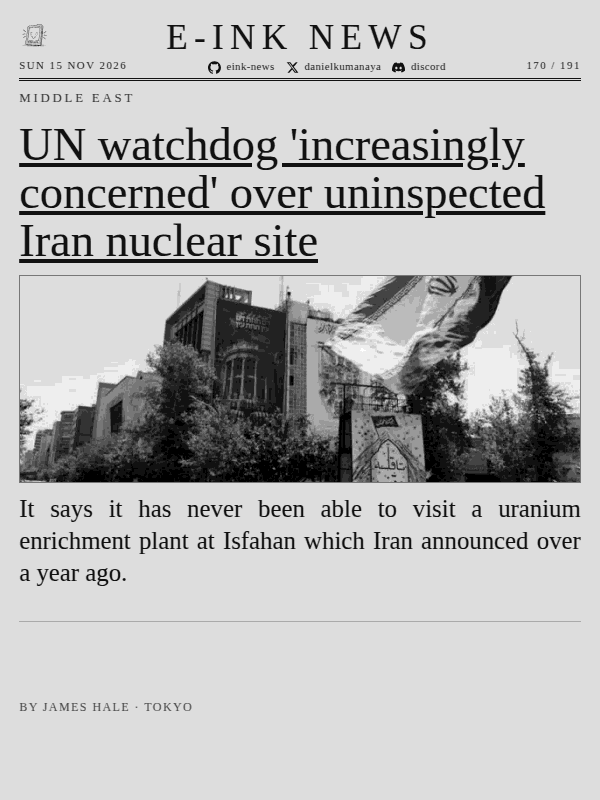 E-INK NEWS
SUN 15 NOV 2026
eink-news
danielkumanaya
discord
170 / 191
MIDDLE EAST
UN watchdog 'increasingly
concerned' over uninspected
Iran nuclear site
It says it has never been able to visit a uranium
enrichment plant at Isfahan which Iran announced over
a year ago.
BY JAMES HALE · TOKYO